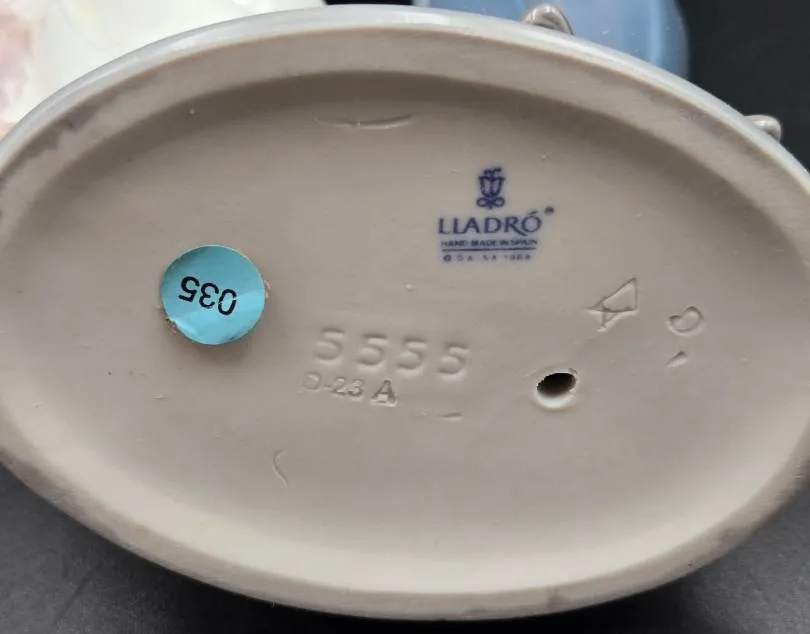 LLADRÓ
HAND MADE IN SPAIN
035
5555
D-23 A